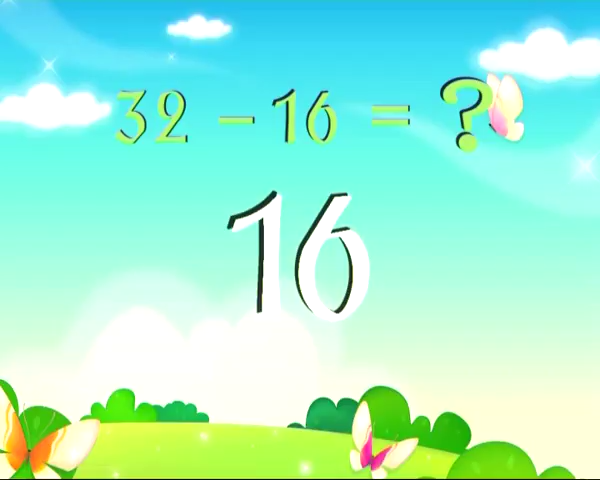 32 - 16 = ?
16